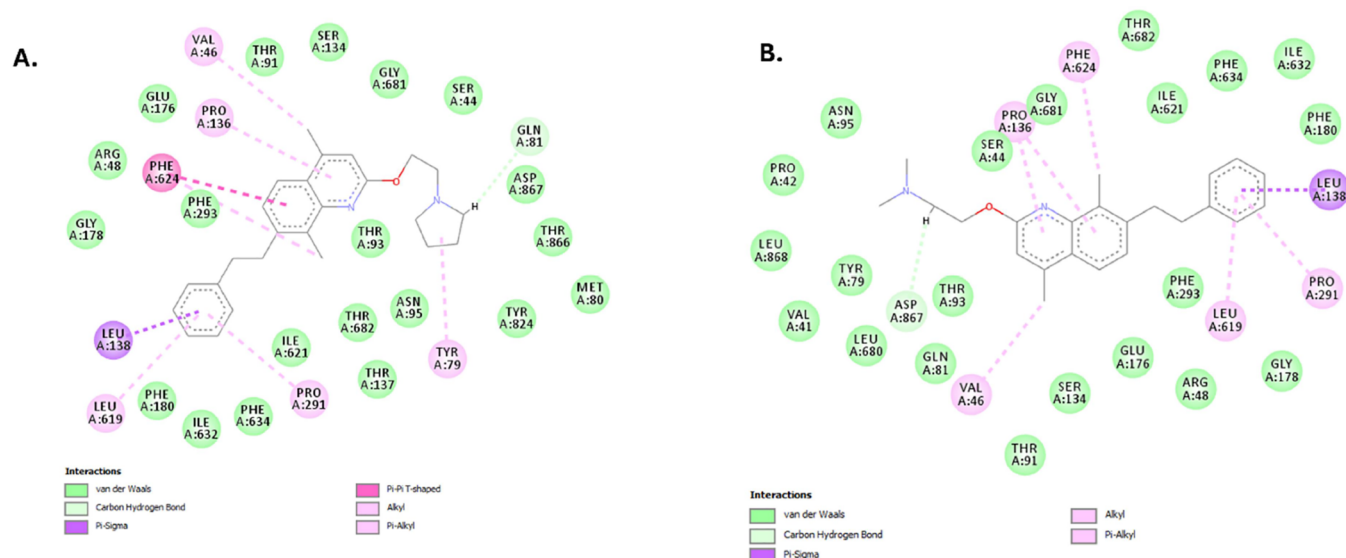 A.
VAL
A:46
THR
A:91
SER
A:134
GLY
A:681
SER
A:44
GLU
A:176
PRO
A:136
GLN
A:81
ARG
A:48
PHE
A:624
ASP
A:867
PHE
A:293
GLY
A:178
THR
A:93
THR
A:866
N
O
N
H
MET
A:80
ASN
A:95
TYR
A:824
THR
A:682
LEU
A:138
ILE
A:621
TYR
A:79
THR
A:137
PRO
A:291
LEU
A:619
PHE
A:180
ILE
A:632
PHE
A:634
Interactions
van der Waals
Carbon Hydrogen Bond
Pi-Sigma
Pi-Pi T-shaped
Alkyl
Pi-Alkyl
B.
THR
A:682
PHE
A:624
ILE
A:632
PHE
A:634
ILE
A:621
GLY
A:681
ASN
A:95
PRO
A:136
PHE
A:180
SER
A:44
PRO
A:42
LEU
A:138
N
H
O
N
LEU
A:868
TYR
A:79
THR
A:93
ASP
A:867
PHE
A:293
PRO
A:291
VAL
A:41
LEU
A:619
LEU
A:680
GLN
A:81
GLU
A:176
GLY
A:178
VAL
A:46
SER
A:134
ARG
A:48
THR
A:91
Interactions
van der Waals
Carbon Hydrogen Bond
Pi-Sigma
Alkyl
Pi-Alkyl